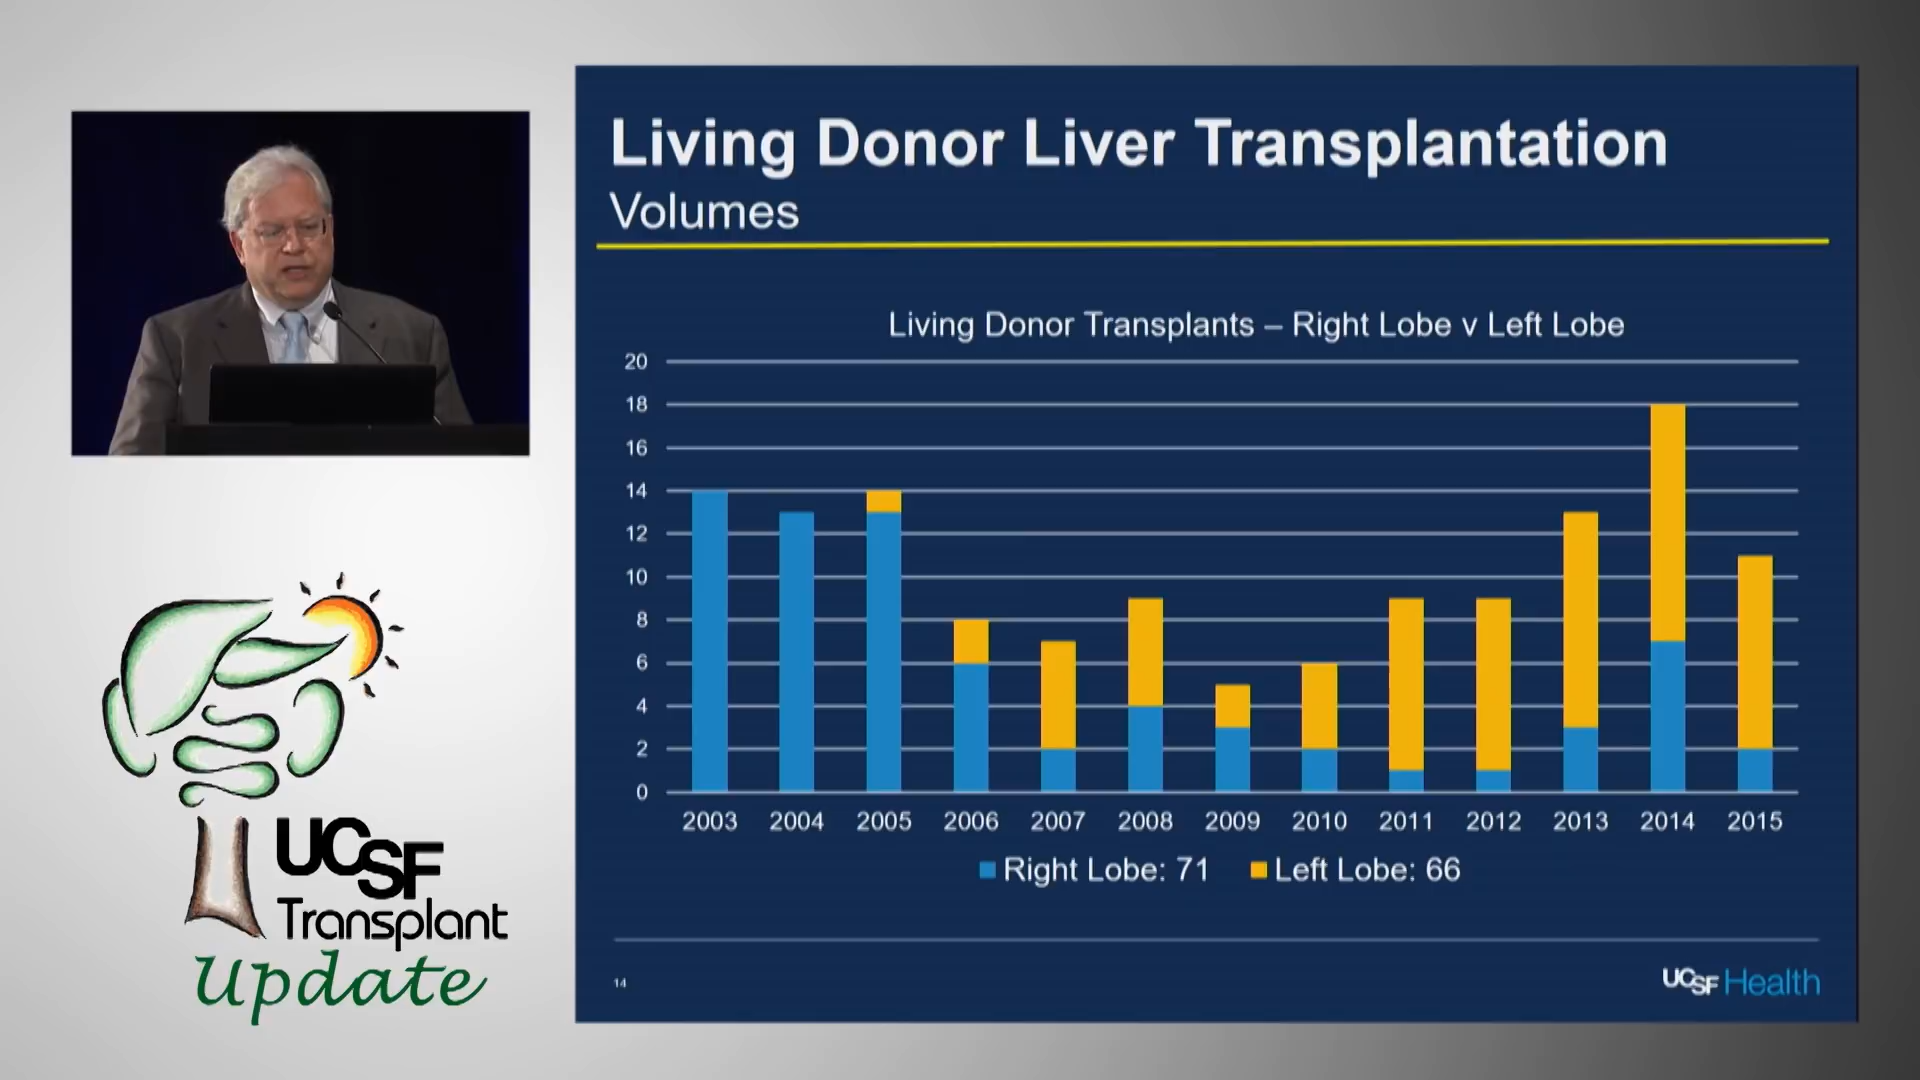 Living Donor Liver Transplantation
Volumes
Living Donor Transplants – Right Lobe v Left Lobe
20
18
16
14
12
10
8
6
4
2
0
2003 2004 2005 2006 2007 2008 2009 2010 2011 2012 2013 2014 2015
Right Lobe: 71 Left Lobe: 66
14
UCSF Health
UCSF
Transplant
Update